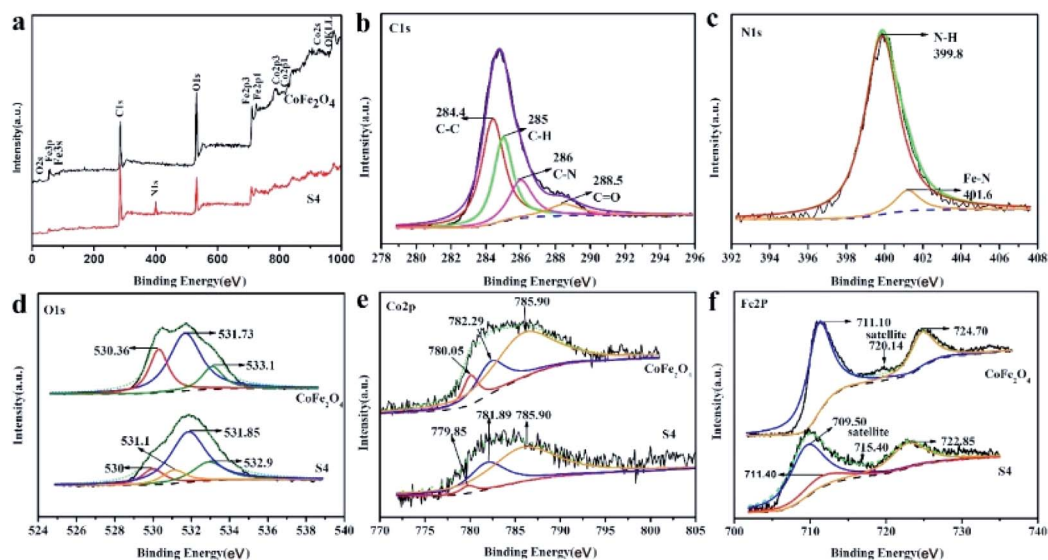 a
O2s
Fe3p
Fe3s
C1s
N1s
O1s
Fe2p3
Fe2p1
Co2p3
Co2p1
Co2s
OKLL
CoFe2O4
S4
Intensity(a.u.)
0 200 400 600 800 1000
Binding Energy(eV)
b
C1s
284.4
C-C
285
C-H
286
C-N
288.5
C=O
Intensity(a.u.)
278 280 282 284 286 288 290 292 294 296
Binding Energy(eV)
c
N1s
N-H
399.8
Fe-N
401.6
Intensity(a.u.)
392 394 396 398 400 402 404 406 408
Binding Energy(eV)
d
O1s
530.36
531.73
533.1
CoFe2O4
531.1
530
531.85
532.9
S4
Intensity(a.u.)
524 526 528 530 532 534 536 538 540
Binding Energy(eV)
e
Co2p
785.90
782.29
780.05
CoFe2O4
779.85
781.89
785.90
S4
Intensity(a.u.)
770 775 780 785 790 795 800 805
Binding Energy(eV)
f
Fe2P
711.10
satellite
720.14
724.70
CoFe2O4
709.50
satellite
715.40
722.85
711.40
S4
Intensity(a.u.)
700 710 720 730 740
Binding Energy(eV)